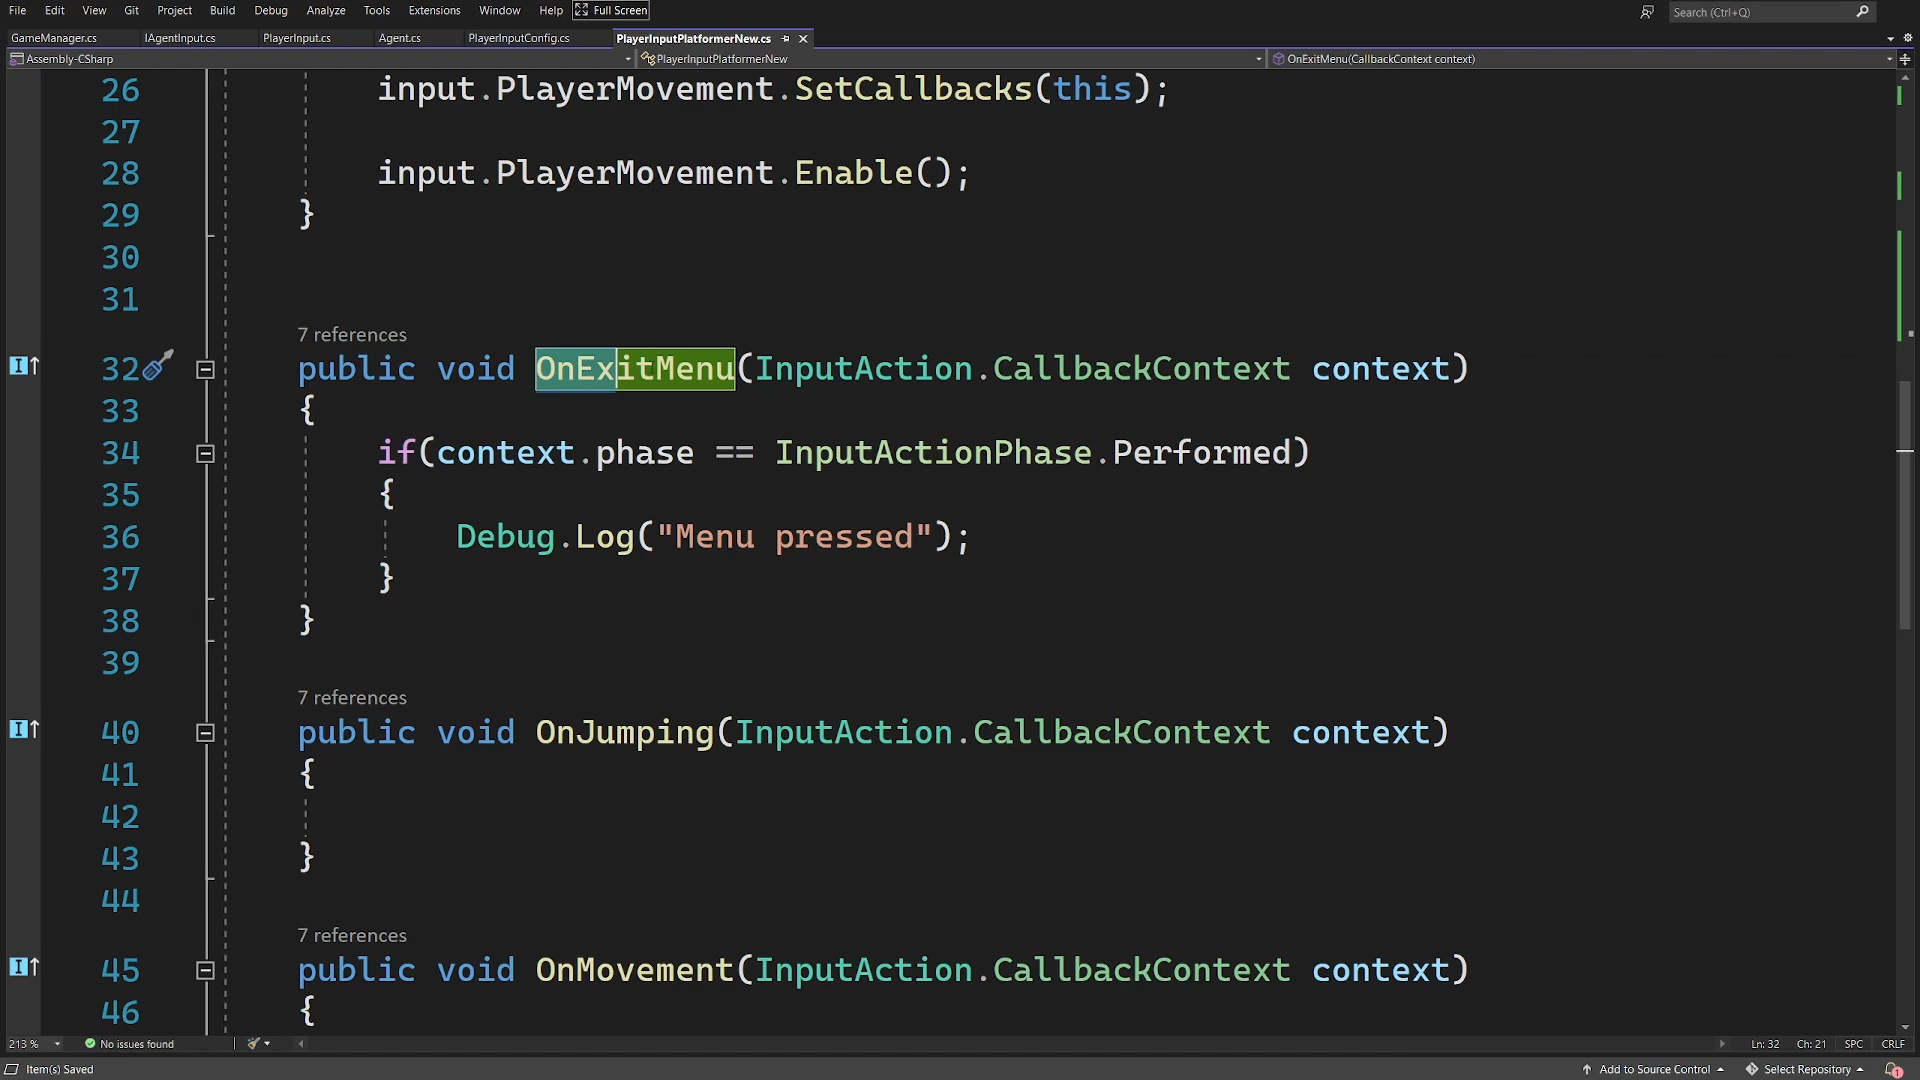 File Edit View Git Project Build Debug Analyze Tools Extensions Window Help Full Screen Search (Ctrl+Q)
GameManager.cs IAgentInput.cs PlayerInput.cs Agent.cs PlayerInputConfig.cs PlayerInputPlatformerNew.cs
Assembly-CSharp PlayerInputPlatformerNew OnExitMenu(CallbackContext context)
26 input.PlayerMovement.SetCallbacks(this);
27
28 input.PlayerMovement.Enable();
29 }
30
31
7 references
32 public void OnExitMenu(InputAction.CallbackContext context)
33 {
34 if(context.phase == InputActionPhase.Performed)
35 {
36 Debug.Log("Menu pressed");
37 }
38 }
39
7 references
40 public void OnJumping(InputAction.CallbackContext context)
41 {
42
43 }
44
7 references
45 public void OnMovement(InputAction.CallbackContext context)
46 {
213 % No issues found Ln: 32 Ch: 21 SPC CRLF
Item(s) Saved Add to Source Control Select Repository 1